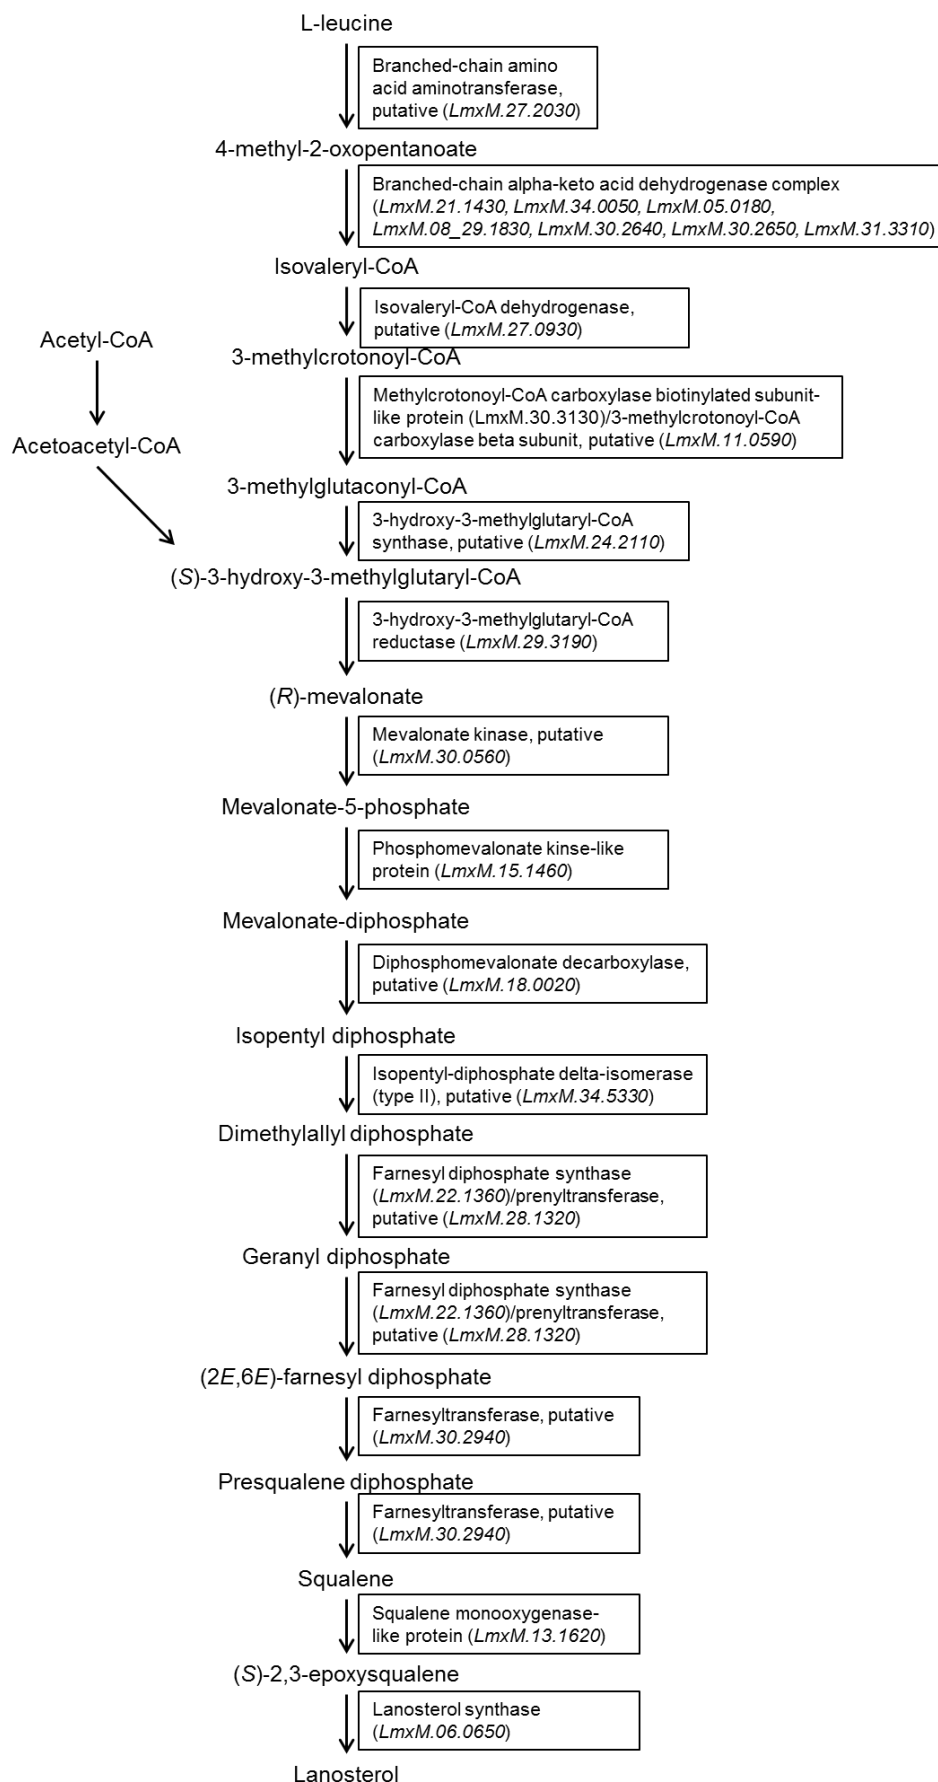 L-leucine
Branched-chain amino
acid aminotransferase,
putative (LmxM.27.2030)
4-methyl-2-oxopentanoate
Branched-chain alpha-keto acid dehydrogenase complex
(LmxM.21.1430, LmxM.34.0050, LmxM.05.0180,
LmxM.08_29.1830, LmxM.30.2640, LmxM.30.2650, LmxM.31.3310)
Isovaleryl-CoA
Isovaleryl-CoA dehydrogenase,
putative (LmxM.27.0930)
Acetyl-CoA
3-methylcrotonoyl-CoA
Methylcrotonoyl-CoA carboxylase biotinylated subunit-
like protein (LmxM.30.3130)/3-methylcrotonoyl-CoA
carboxylase beta subunit, putative (LmxM.11.0590)
Acetoacetyl-CoA
3-methylglutaconyl-CoA
3-hydroxy-3-methylglutaryl-CoA
synthase, putative (LmxM.24.2110)
(S)-3-hydroxy-3-methylglutaryl-CoA
3-hydroxy-3-methylglutaryl-CoA
reductase (LmxM.29.3190)
(R)-mevalonate
Mevalonate kinase, putative
(LmxM.30.0560)
Mevalonate-5-phosphate
Phosphomevalonate kinse-like
protein (LmxM.15.1460)
Mevalonate-diphosphate
Diphosphomevalonate decarboxylase,
putative (LmxM.18.0020)
Isopentyl diphosphate
Isopentyl-diphosphate delta-isomerase
(type II), putative (LmxM.34.5330)
Dimethylallyl diphosphate
Farnesyl diphosphate synthase
(LmxM.22.1360)/prenyltransferase,
putative (LmxM.28.1320)
Geranyl diphosphate
Farnesyl diphosphate synthase
(LmxM.22.1360)/prenyltransferase,
putative (LmxM.28.1320)
(2E,6E)-farnesyl diphosphate
Farnesyltransferase, putative
(LmxM.30.2940)
Presqualene diphosphate
Farnesyltransferase, putative
(LmxM.30.2940)
Squalene
Squalene monooxygenase-
like protein (LmxM.13.1620)
(S)-2,3-epoxysqualene
Lanosterol synthase
(LmxM.06.0650)
Lanosterol